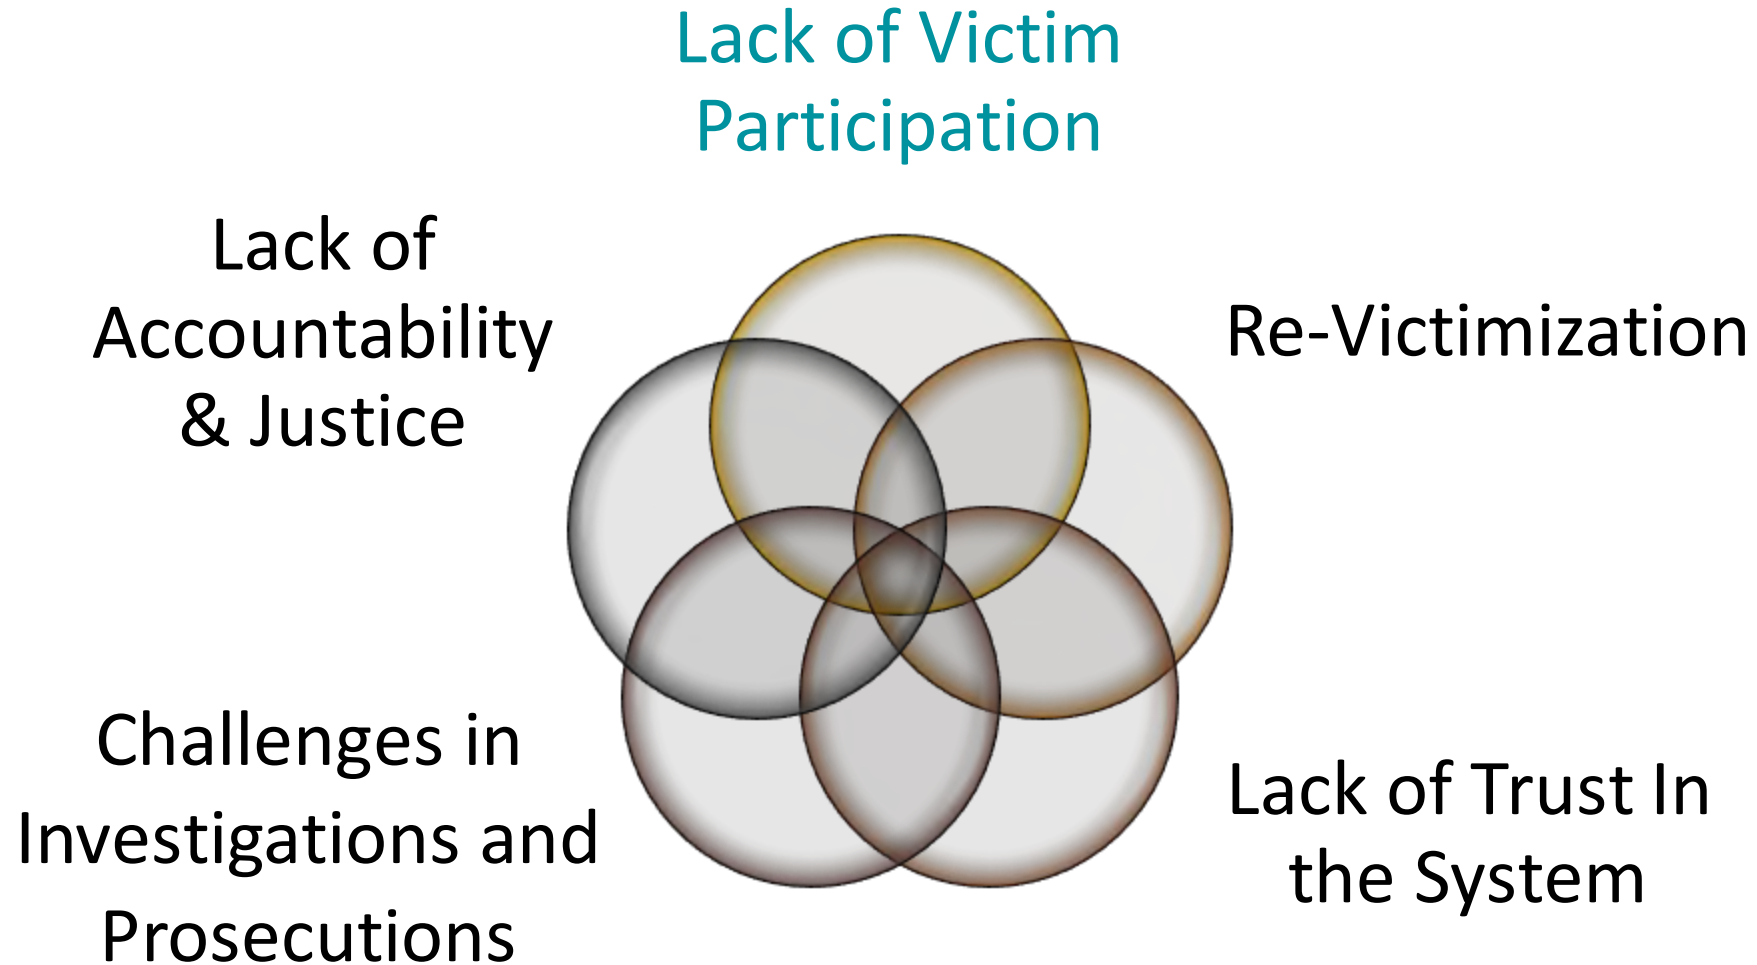 Lack of Victim
Participation
Lack of
Accountability
& Justice
Re-Victimization
Challenges in
Investigations and
Prosecutions
Lack of Trust In
the System